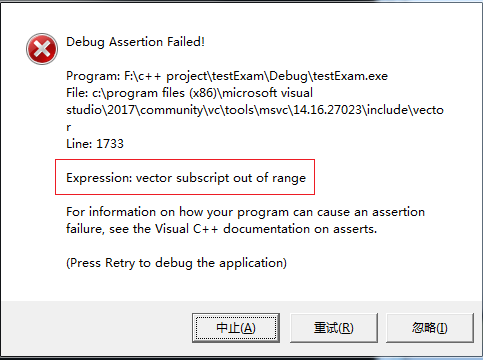 Debug Assertion Failed!
Program: F:\c++ project\testExam\Debug\testExam.exe
File: c:\program files (x86)\microsoft visual
studio\2017\community\vc\tools\msvc\14.16.27023\include\vecto
r
Line: 1733
Expression: vector subscript out of range
For information on how your program can cause an assertion
failure, see the Visual C++ documentation on asserts.
(Press Retry to debug the application)
中止(A)
重试(R)
忽略(I)